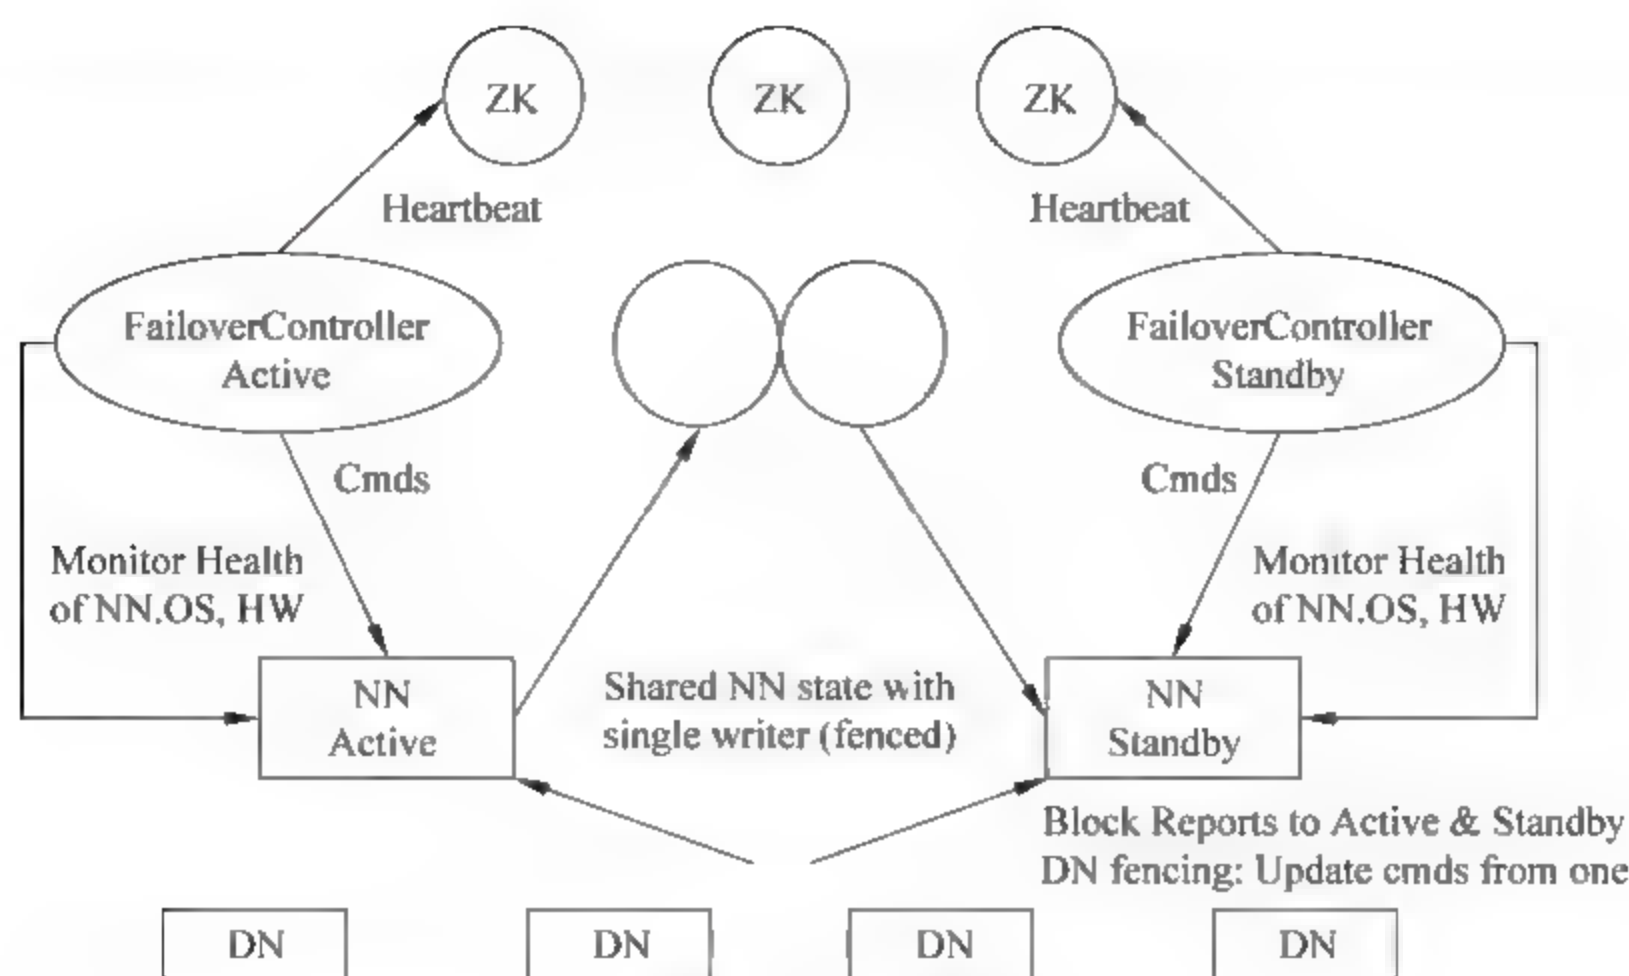 ZK
ZK
ZK
Heartbeat
Heartbeat
FailoverController
Active
FailoverController
Standby
Cmds
Cmds
Monitor Health
of NN.OS, HW
Monitor Health
of NN.OS, HW
NN
Active
Shared NN state with
single writer (fenced)
NN
Standby
Block Reports to Active & Standby
DN fencing: Update cmds from one
DN
DN
DN
DN